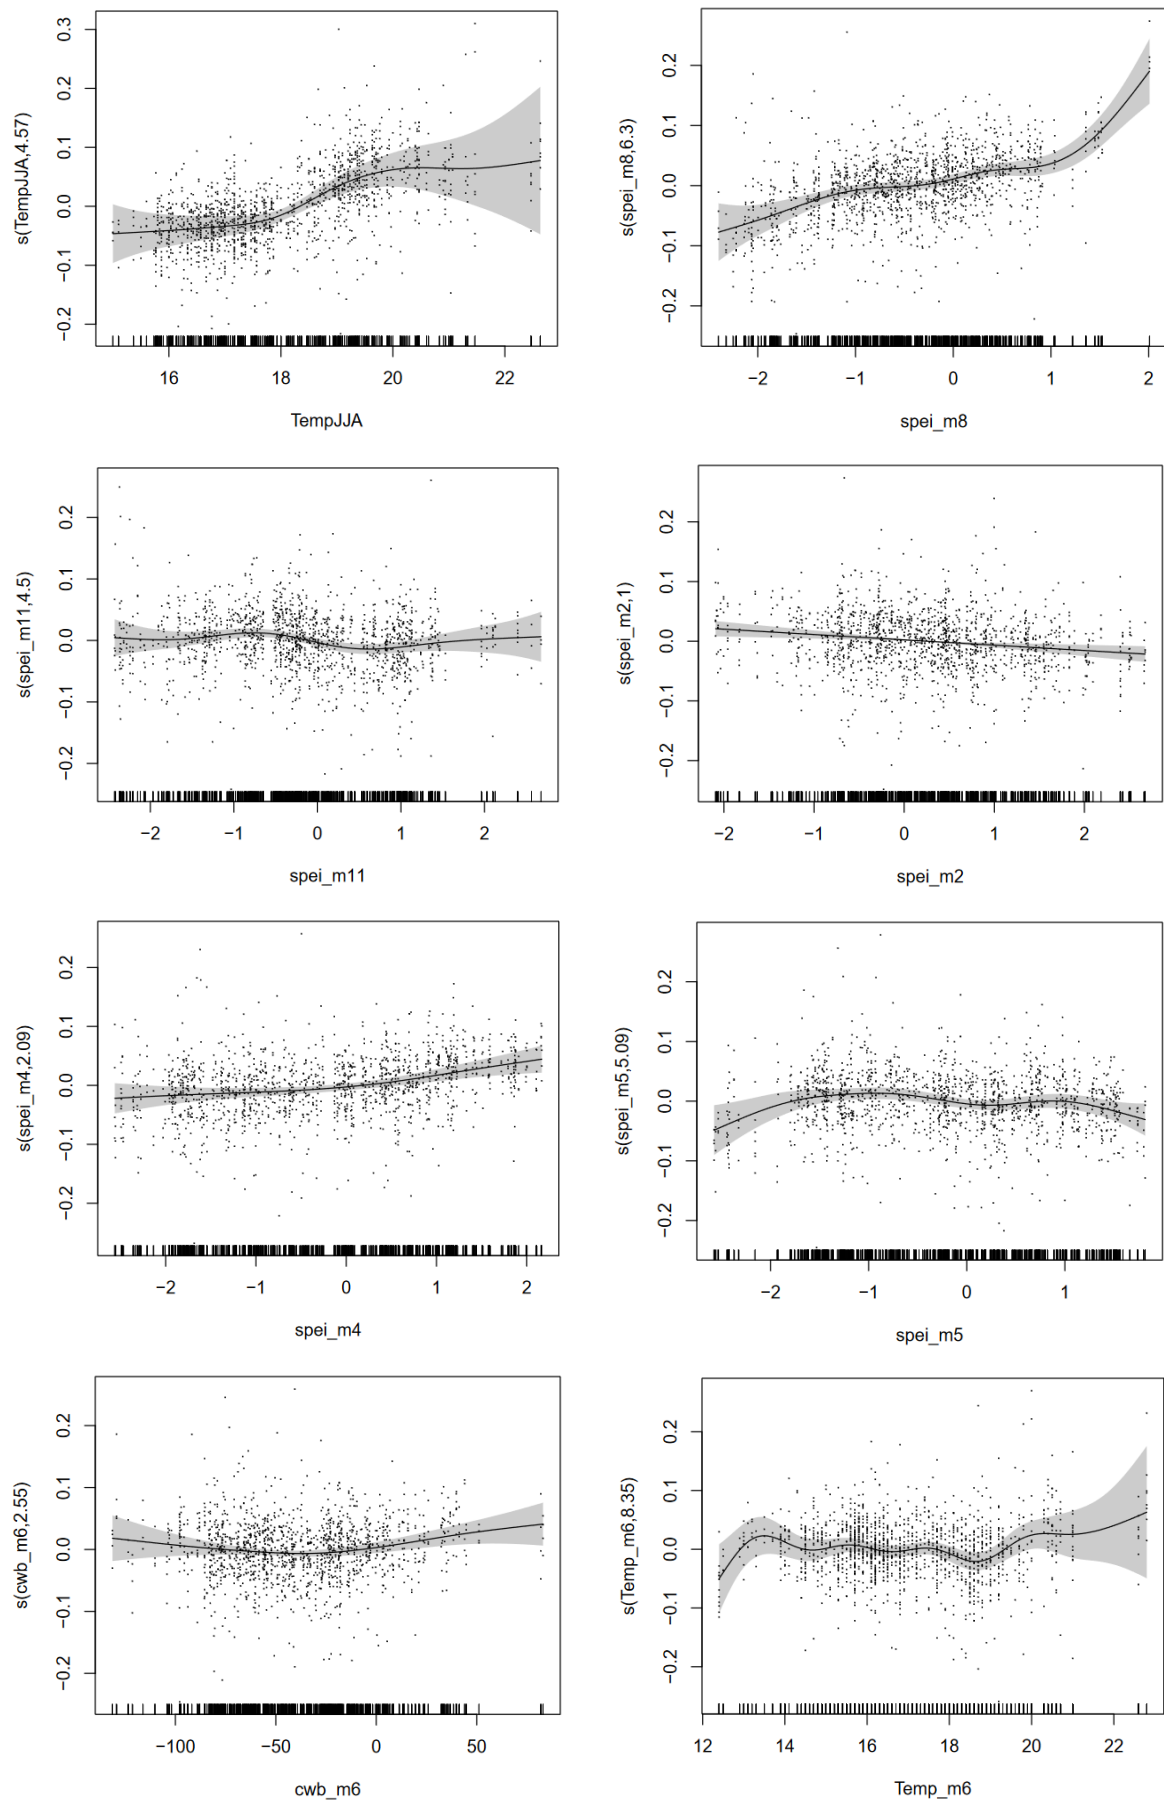 s(TempJJA,4.57)
0.3
0.2
0.1
0.0
−0.1
−0.2
16 18 20 22
TempJJA
s(spei_m8,6.3)
0.2
0.1
0.0
−0.1
−0.2
−2 −1 0 1 2
spei_m8
s(spei_m11,4.5)
0.2
0.1
0.0
−0.1
−0.2
−2 −1 0 1 2
spei_m11
s(spei_m2,1)
0.2
0.1
0.0
−0.1
−0.2
−2 −1 0 1 2
spei_m2
s(spei_m4,2.09)
0.2
0.1
0.0
−0.1
−0.2
−2 −1 0 1 2
spei_m4
s(spei_m5,5.09)
0.2
0.1
0.0
−0.1
−0.2
−2 −1 0 1
spei_m5
s(cwb_m6,2.55)
0.2
0.1
0.0
−0.1
−0.2
−100 −50 0 50
cwb_m6
s(Temp_m6,8.35)
0.2
0.1
0.0
−0.1
−0.2
12 14 16 18 20 22
Temp_m6